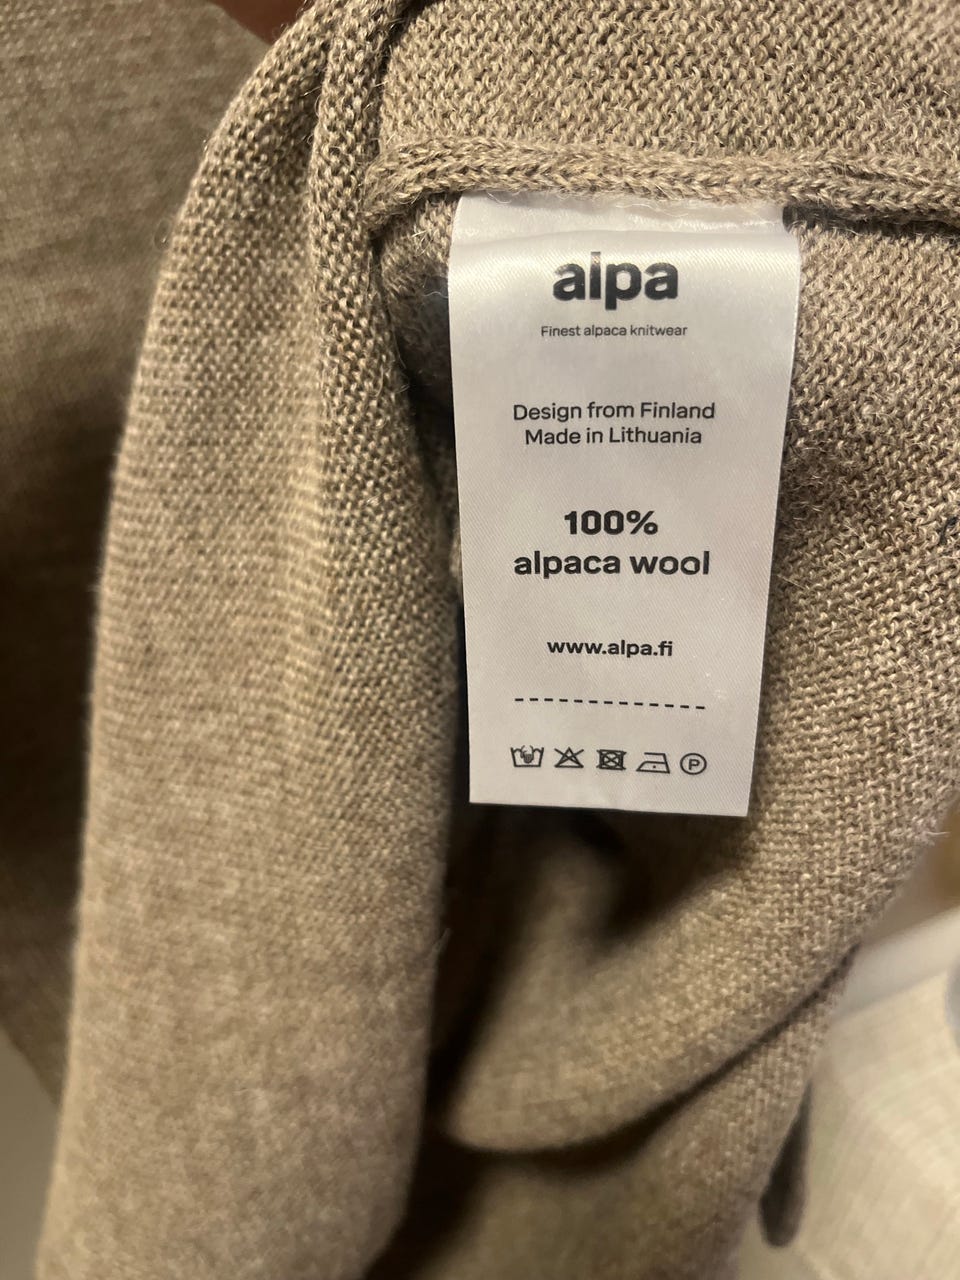 alpa
Finest alpaca knitwear
Design from Finland
Made in Lithuania
100%
alpaca wool
www.alpa.fi
P